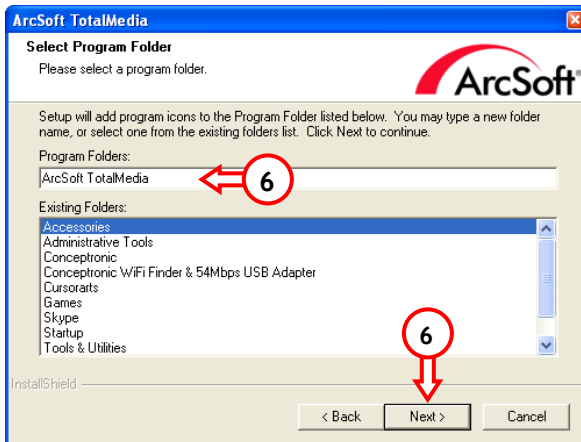 ArcSoft TotalMedia
Select Program Folder
Please select a program folder.
ArcSoft®
Setup will add program icons to the Program Folder listed below. You may type a new folder
name, or select one from the existing folders list. Click Next to continue.
Program Folders:
ArcSoft TotalMedia
6
Existing Folders:
Accessories
Administrative Tools
Conceptronic
Conceptronic WiFi Finder & 54Mbps USB Adapter
Cursorarts
Games
Skype
Startup
Tools & Utilities
6
InstallShield
< Back
Next >
Cancel